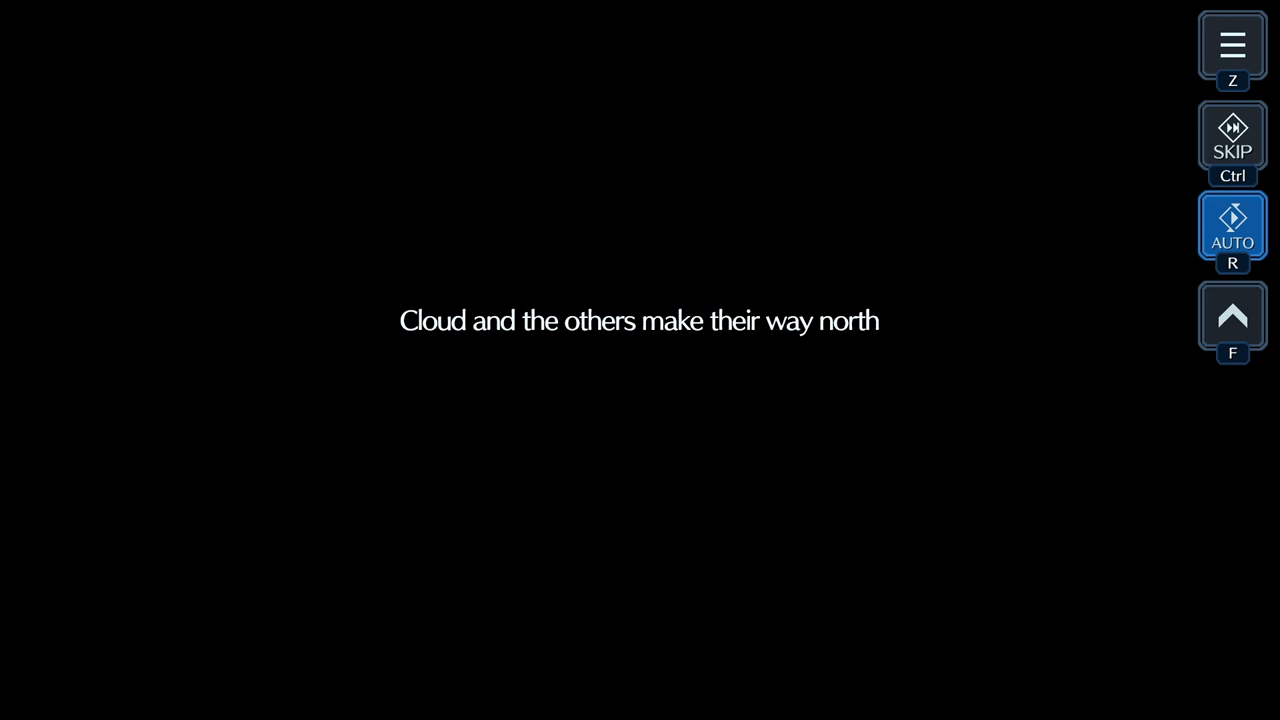 Z
SKIP
Ctrl
AUTO
R
Cloud and the others make their way north
F